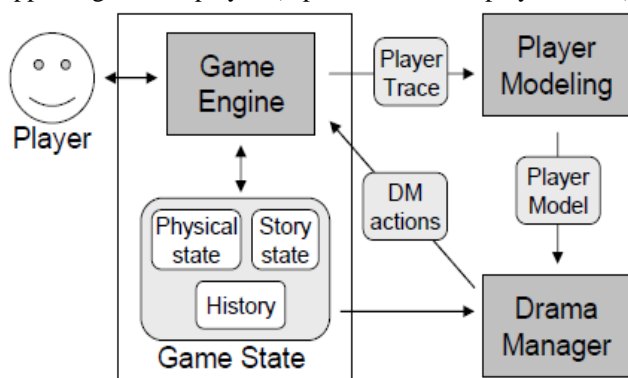 Game
Engine
Player
Trace
Player
Modeling
Player
DM
actions
Player
Model
Physical
state
Story
state
History
Game State
Drama
Manager